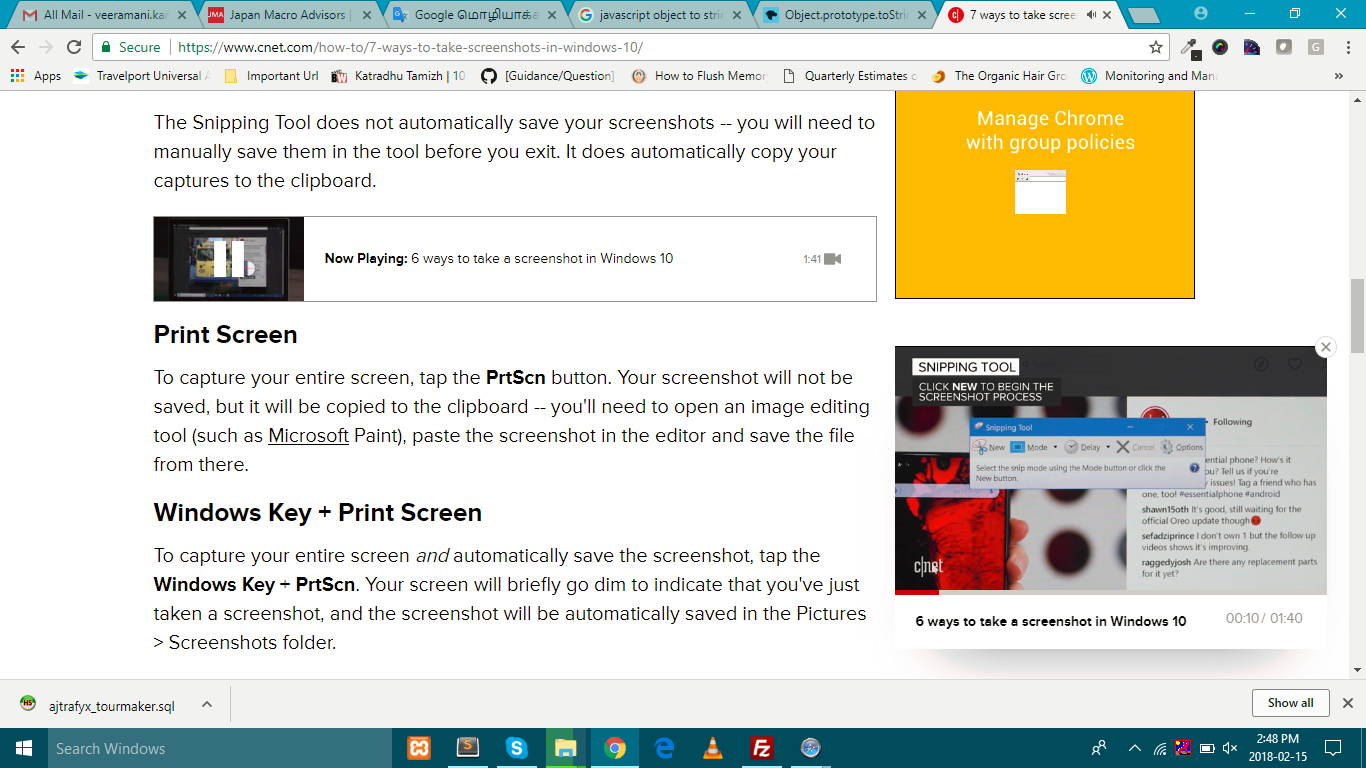 All Mail - veeramani.kar
Japan Macro Advisors |
Google மொழியாக்க
javascript object to strin
Object.prototype.toStrin
7 ways to take scree
Secure
https://www.cnet.com/how-to/7-ways-to-take-screenshots-in-windows-10/
Apps
Travelport Universal A
Important Url
Katradhu Tamizh | 10
[Guidance/Question]
How to Flush Memor
Quarterly Estimates o
The Organic Hair Gro
Monitoring and Mana
The Snipping Tool does not automatically save your screenshots -- you will need to
manually save them in the tool before you exit. It does automatically copy your
captures to the clipboard.
Now Playing: 6 ways to take a screenshot in Windows 10
1:41
Print Screen
To capture your entire screen, tap the PrtScn button. Your screenshot will not be
saved, but it will be copied to the clipboard -- you'll need to open an image editing
tool (such as Microsoft Paint), paste the screenshot in the editor and save the file
from there.
Windows Key + Print Screen
To capture your entire screen and automatically save the screenshot, tap the
Windows Key + PrtScn. Your screen will briefly go dim to indicate that you've just
taken a screenshot, and the screenshot will be automatically saved in the Pictures
> Screenshots folder.
Manage Chrome
with group policies
SNIPPING TOOL
CLICK NEW TO BEGIN THE
SCREENSHOT PROCESS
Following
Snipping Tool
New
Mode
Delay
Cancel
Options
Select the snip mode using the Mode button or click the
New button.
ential phone? How's it
ou? Tell us if you're
issues! Tag a friend who has
one, too! #essentialphone #android
shawn15oth It's good, still waiting for the
official Oreo update though
sefadziprince I don't own 1 but the follow up
videos shows it's improving.
raggedyjosh Are there any replacement parts
for it yet?
c|net
6 ways to take a screenshot in Windows 10
00:10 / 01:40
ajtrafyx_tourmaker.sql
Show all
Search Windows
2:48 PM
2018-02-15